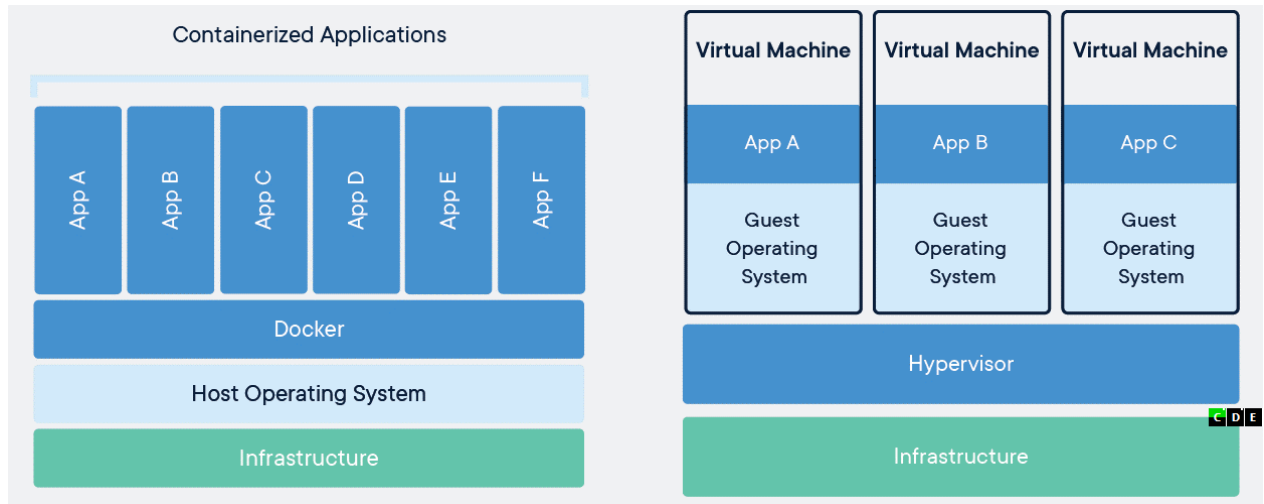 Containerized Applications
App A
App B
App C
App D
App E
App F
Docker
Host Operating System
Infrastructure
Virtual Machine
App A
Guest
Operating
System
Virtual Machine
App B
Guest
Operating
System
Virtual Machine
App C
Guest
Operating
System
Hypervisor
Infrastructure
C D E